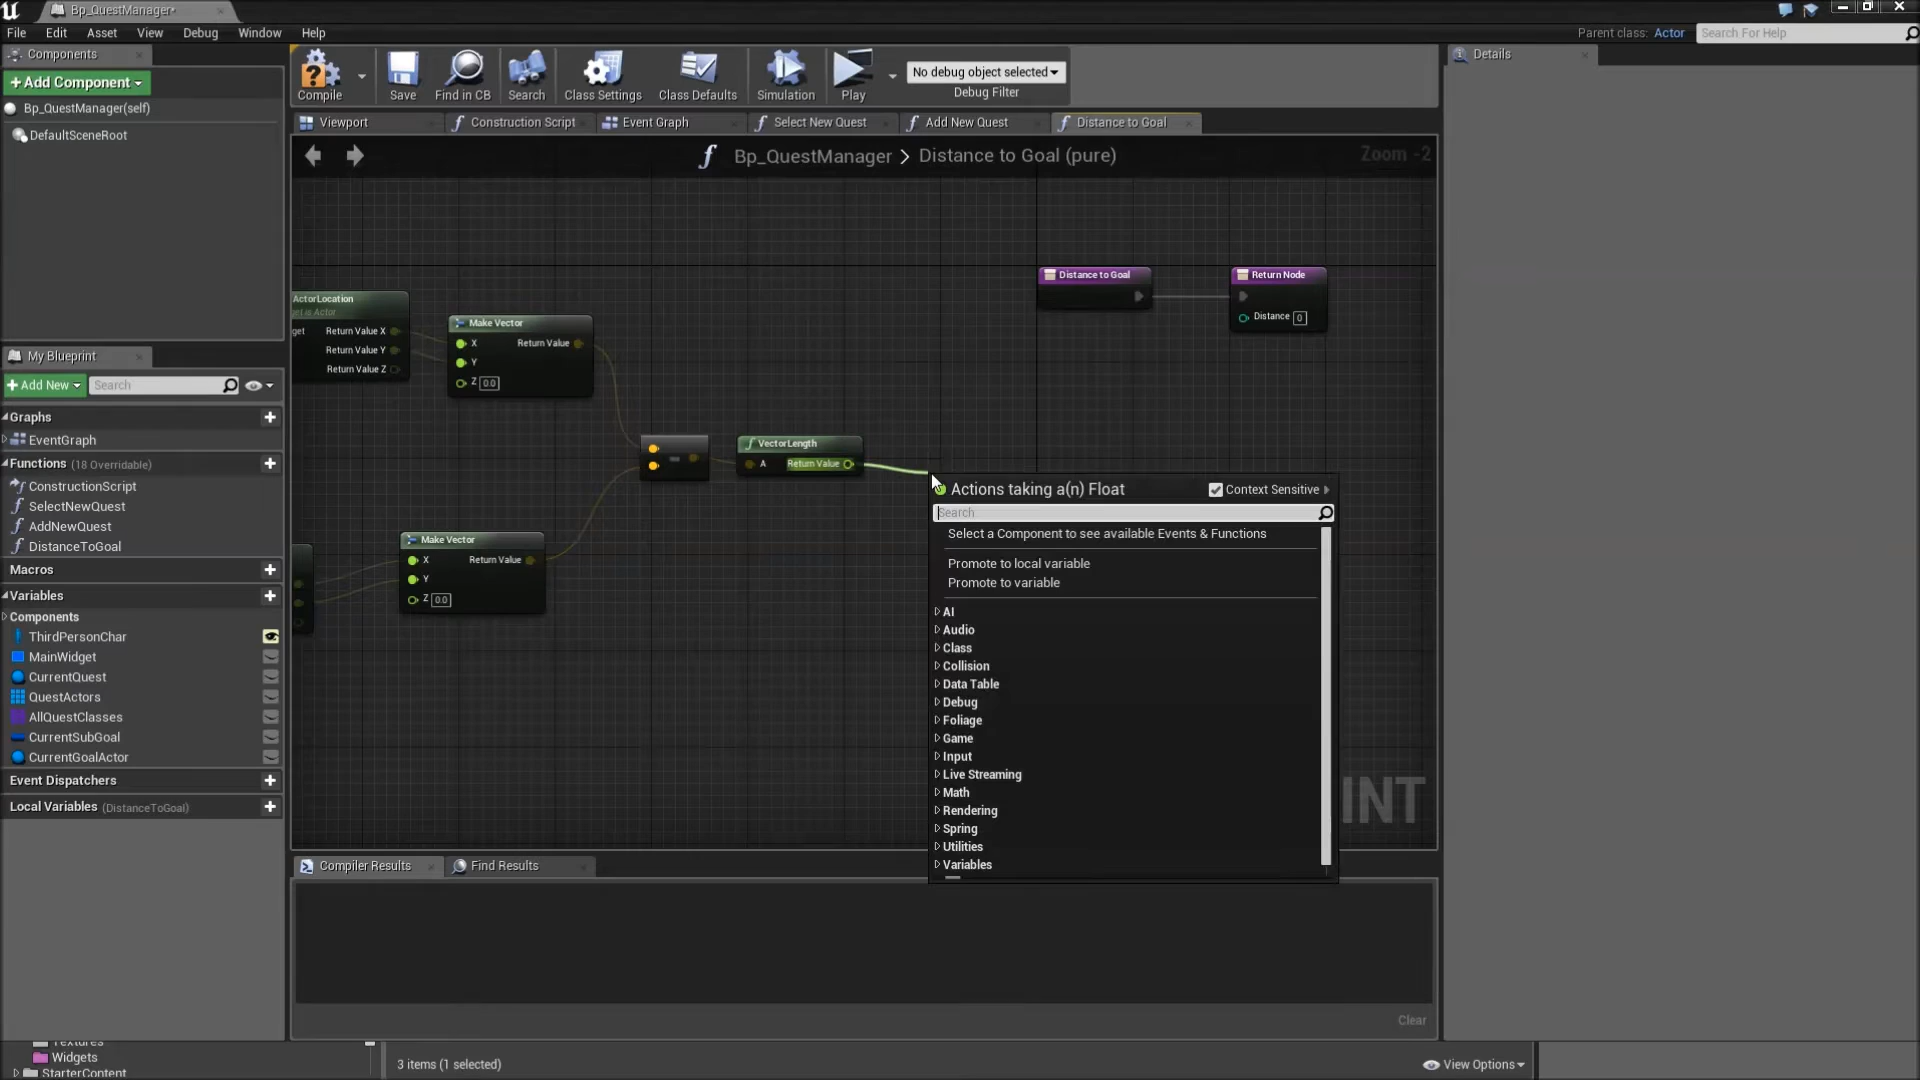 Bp_QuestManager*
File Edit Asset View Debug Window Help
Parent class: Actor
Search For Help
Components
+Add Component
Bp_QuestManager(self)
DefaultSceneRoot
Compile
Save
Find in CB
Search
Class Settings
Class Defaults
Simulation
Play
No debug object selected
Debug Filter
Details
Viewport
Construction Script
Event Graph
Select New Quest
Add New Quest
Distance to Goal
Bp_QuestManager > Distance to Goal (pure)
Zoom -2
My Blueprint
+Add New
Search
Graphs
EventGraph
Functions (18 Overridable)
ConstructionScript
SelectNewQuest
AddNewQuest
DistanceToGoal
Macros
Variables
Components
ThirdPersonChar
MainWidget
CurrentQuest
QuestActors
AllQuestClasses
CurrentSubGoal
CurrentGoalActor
Event Dispatchers
Local Variables (DistanceToGoal)
ActorLocation
get is Actor
get
Return Value X
Return Value Y
Return Value Z
Make Vector
X
Return Value
Y
Z 0.0
Make Vector
X
Return Value
Y
Z 0.0
VectorLength
A
Return Value
Distance to Goal
Return Node
Distance 0
Actions taking a(n) Float
Context Sensitive
Search
Select a Component to see available Events & Functions
Promote to local variable
Promote to variable
AI
Audio
Class
Collision
Data Table
Debug
Foliage
Game
Input
Live Streaming
Math
Rendering
Spring
Utilities
Variables
INT
Compiler Results
Find Results
Clear
Textures
Widgets
StarterContent
3 items (1 selected)
View Options